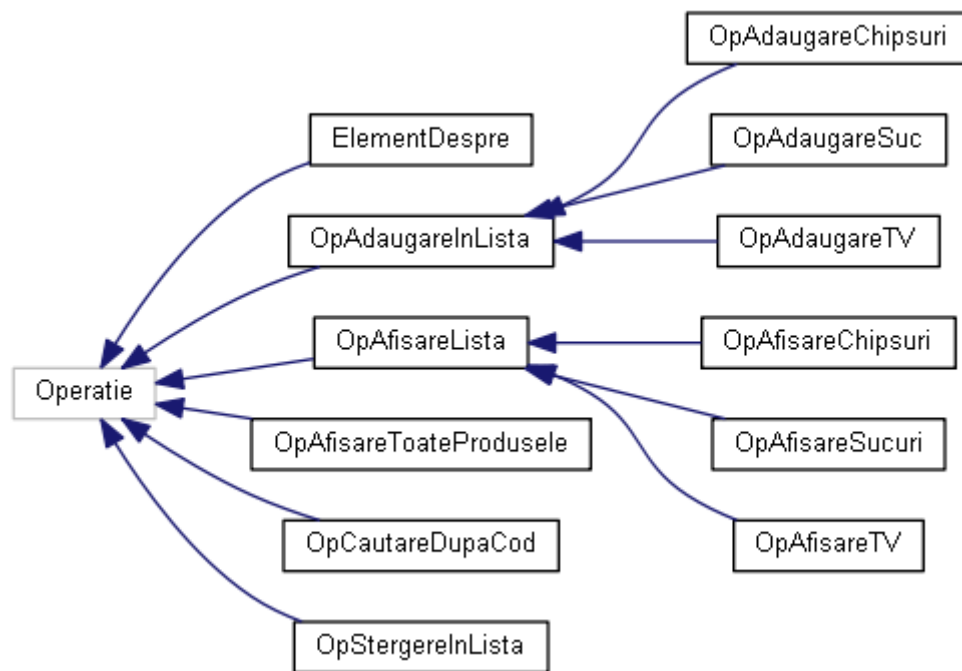 OpAdaugareChipsuri
ElementDespre
OpAdaugareSuc
OpAdaugareInLista
OpAdaugareTV
OpAfisareLista
OpAfisareChipsuri
Operatie
OpAfisareToateProdusele
OpAfisareSucuri
OpCautareDupaCod
OpAfisareTV
OpStergereInLista